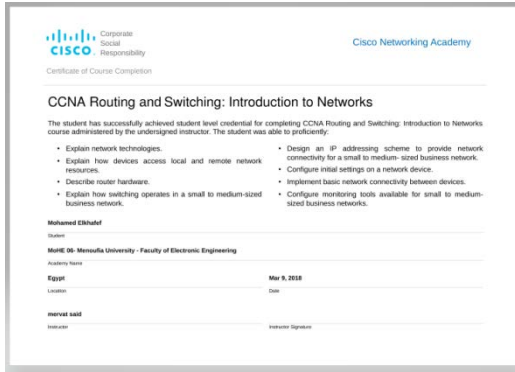 CISCO
Corporate
Social
Responsibility
Cisco Networking Academy
Certificate of Course Completion
CCNA Routing and Switching: Introduction to Networks
The student has successfully achieved student level credential for completing CCNA Routing and Switching: Introduction to Networks
course administered by the undersigned instructor. The student was able to proficiently:
• Explain network technologies.
• Explain how devices access local and remote network
resources.
• Describe router hardware.
• Explain how switching operates in a small to medium-sized
business network.
• Design an IP addressing scheme to provide network
connectivity for a small to medium- sized business network.
• Configure initial settings on a network device.
• Implement basic network connectivity between devices.
• Configure monitoring tools available for small to medium-
sized business networks.
Mohamed Elkhafef
Student
MoHE 06- Mensufia University - Faculty of Electronic Engineering
Academy Name
Egypt
Location
Mar 9, 2018
Date
mervat said
Instructor
Instructor Signature